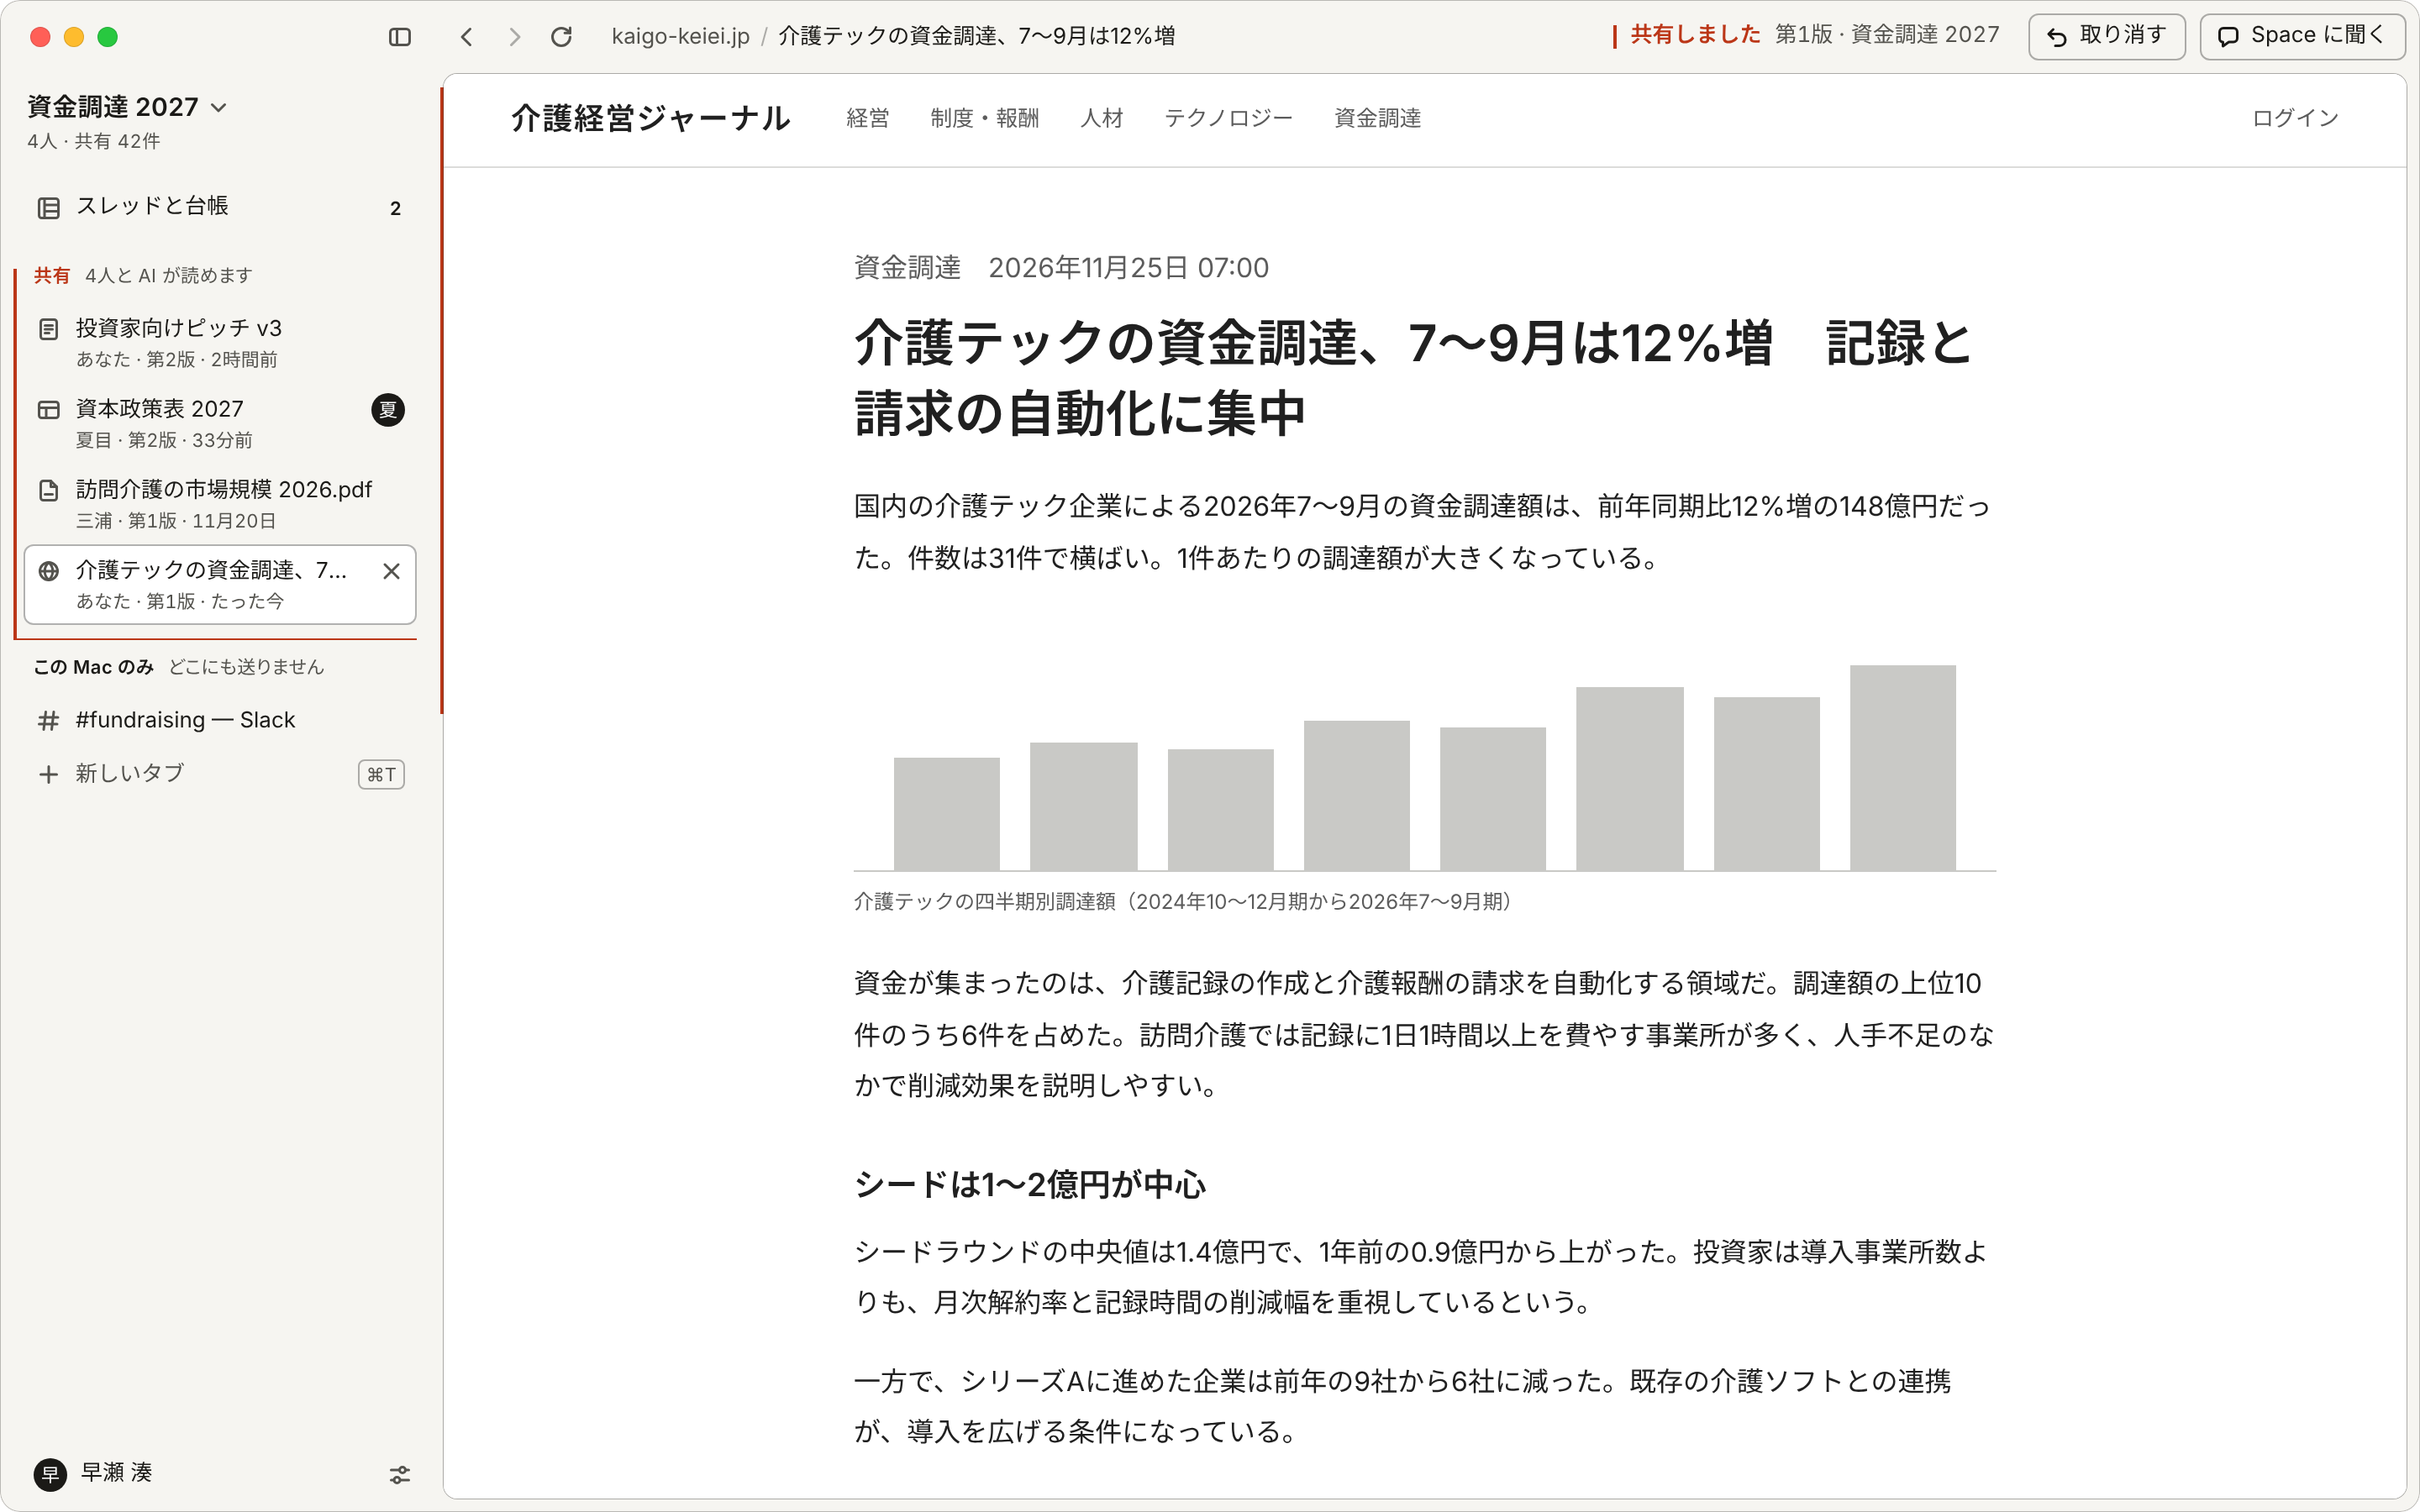 kaigo-keiei.jp / 介護テックの資金調達、7〜9月は12%増
共有しました 第1版 · 資金調達 2027
取り消す
Space に聞く
資金調達 2027
4人 · 共有 42件
スレッドと台帳 2
共有 4人と AI が読めます
投資家向けピッチ v3
あなた · 第2版 · 2時間前
資本政策表 2027 夏
夏目 · 第2版 · 33分前
訪問介護の市場規模 2026.pdf
三浦 · 第1版 · 11月20日
介護テックの資金調達、7...
あなた · 第1版 · たった今
この Mac のみ どこにも送りません
#fundraising — Slack
新しいタブ ⌘T
早 早瀬 湊
介護経営ジャーナル 経営 制度・報酬 人材 テクノロジー 資金調達 ログイン
資金調達 2026年11月25日 07:00
介護テックの資金調達、7〜9月は12%増 記録と
請求の自動化に集中
国内の介護テック企業による2026年7〜9月の資金調達額は、前年同期比12%増の148億円だっ
た。件数は31件で横ばい。1件あたりの調達額が大きくなっている。
介護テックの四半期別調達額（2024年10〜12月期から2026年7〜9月期）
資金が集まったのは、介護記録の作成と介護報酬の請求を自動化する領域だ。調達額の上位10
件のうち6件を占めた。訪問介護では記録に1日1時間以上を費やす事業所が多く、人手不足のな
かで削減効果を説明しやすい。
シードは1〜2億円が中心
シードラウンドの中央値は1.4億円で、1年前の0.9億円から上がった。投資家は導入事業所数よ
りも、月次解約率と記録時間の削減幅を重視しているという。
一方で、シリーズAに進めた企業は前年の9社から6社に減った。既存の介護ソフトとの連携
が、導入を広げる条件になっている。